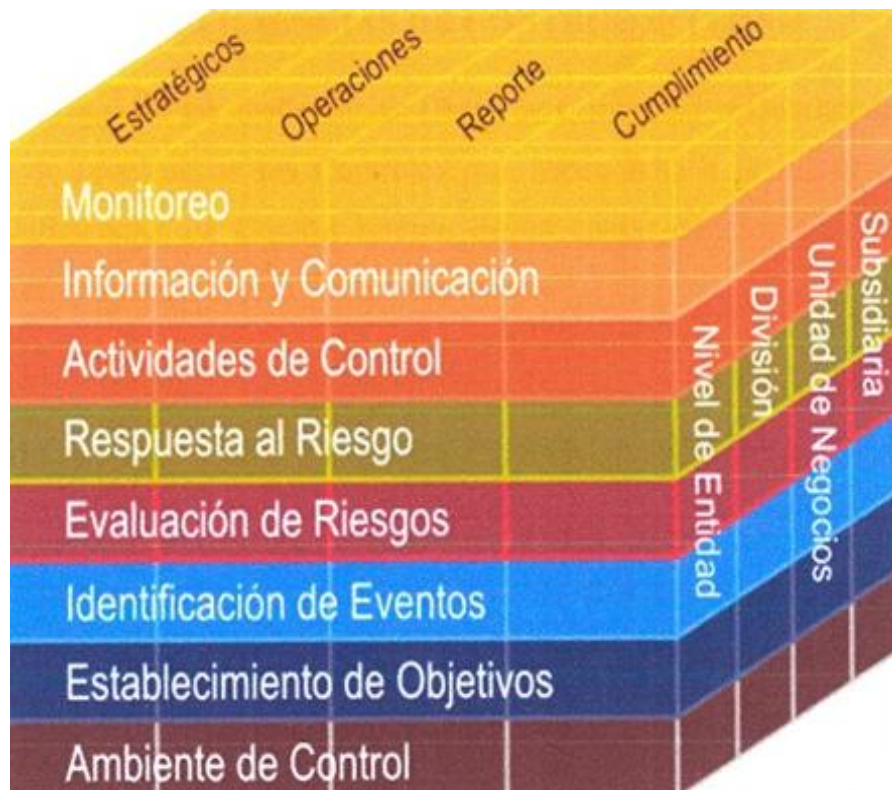 Estratégicos
Operaciones
Reporte
Cumplimiento
Monitoreo
Información y Comunicación
Actividades de Control
Respuesta al Riesgo
Evaluación de Riesgos
Identificación de Eventos
Establecimiento de Objetivos
Ambiente de Control
Nivel de Entidad
División
Unidad de Negocios
Subsidiaria